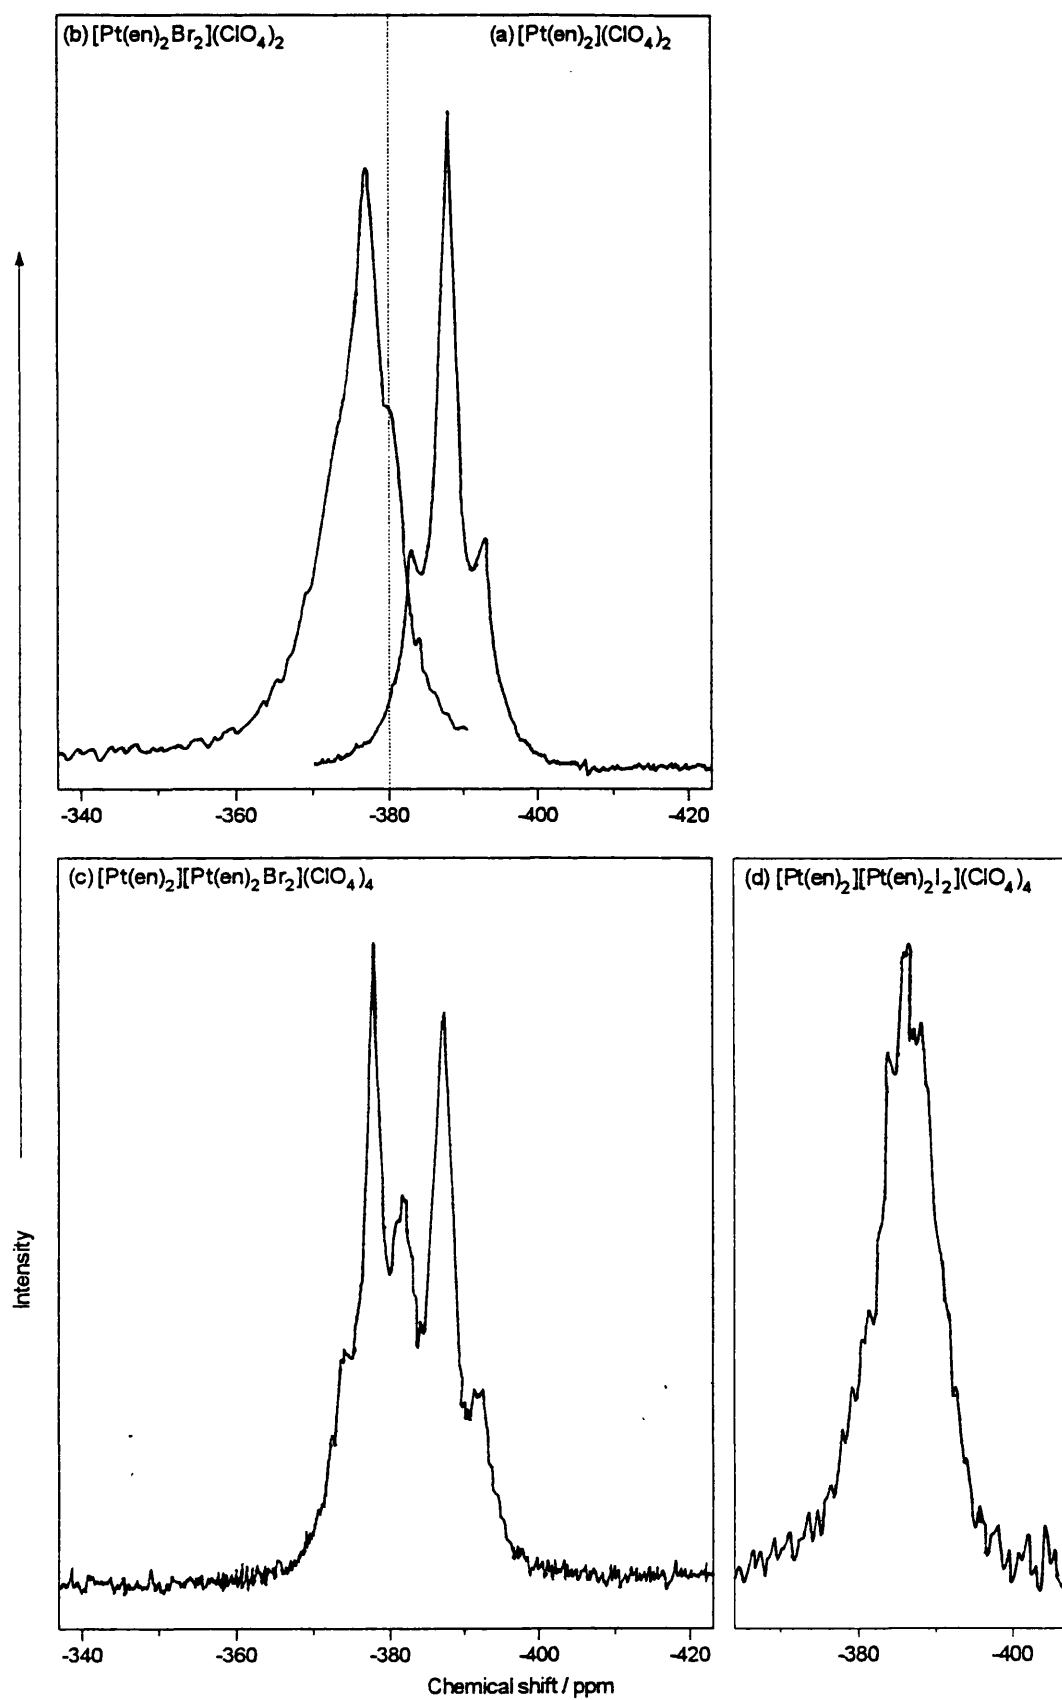 (b) [Pt(en)₂Br₂](ClO₄)₂ (a) [Pt(en)₂](ClO₄)₂
-340 -360 -380 -400 -420
(c) [Pt(en)₂][Pt(en)₂Br₂](ClO₄)₄
(d) [Pt(en)₂][Pt(en)₂I₂](ClO₄)₄
Intensity
-340 -360 -380 -400 -420
-380 -400
Chemical shift / ppm